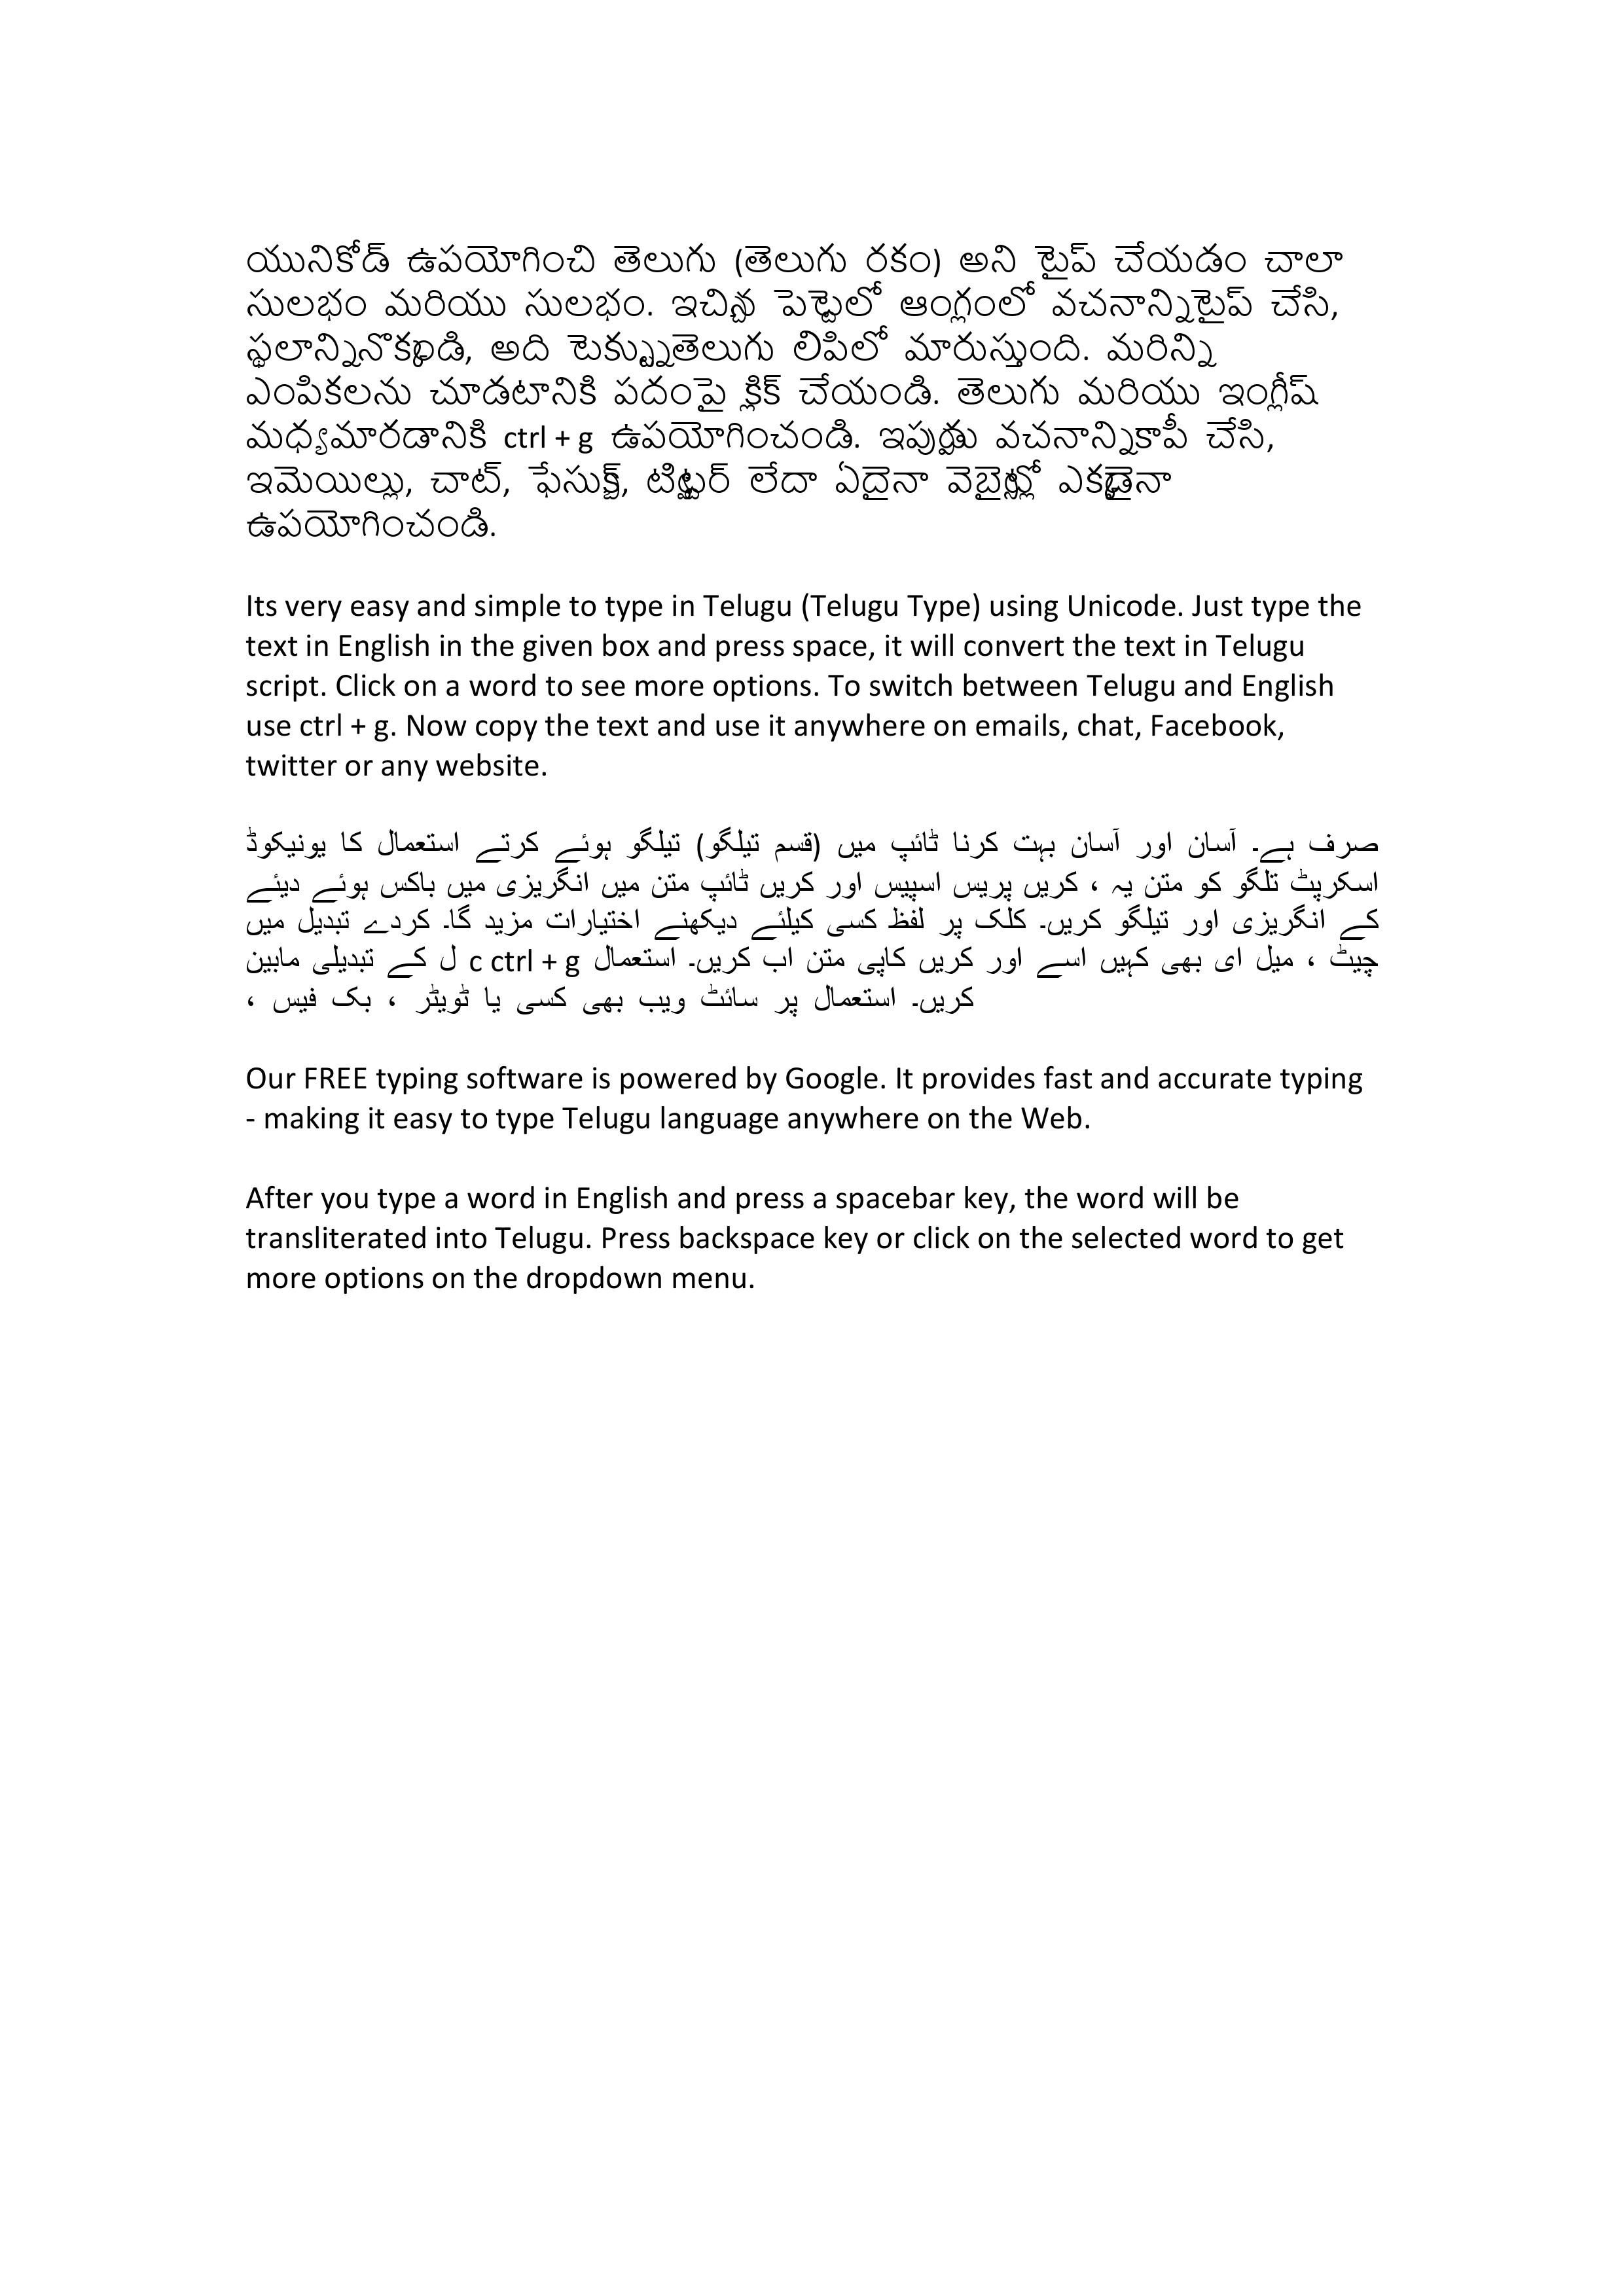 యునికోడ్ ఉపయోగించి తెలుగు (తెలుగు రకం) అని టైప్ చేయడం చాలా
సులభం మరియు సులభం. ఇచ్చిన పెట్టెలో ఆంగ్లంలో వచనాన్ని టైప్ చేసి,
స్థలాన్ని నొక్కండి, అది టెక్స్ట్ను తెలుగు లిపిలో మారుస్తుంది. మరిన్ని
ఎంపికలను చూడటానికి పదంపై క్లిక్ చేయండి. తెలుగు మరియు ఇంగ్లీష్
మధ్య మారడానికి ctrl + g ఉపయోగించండి. ఇప్పుడు వచనాన్ని కాపీ చేసి,
ఇమెయిల్లు, చాట్, ఫేస్బుక్, ట్విట్టర్ లేదా ఏదైనా వెబ్సైట్లో ఎక్కడైనా
ఉపయోగించండి.
Its very easy and simple to type in Telugu (Telugu Type) using Unicode. Just type the
text in English in the given box and press space, it will convert the text in Telugu
script. Click on a word to see more options. To switch between Telugu and English
use ctrl + g. Now copy the text and use it anywhere on emails, chat, Facebook,
twitter or any website.
یونیکوڈ کا استعمال کرتے ہوئے تیلگو (تیلگو قسم) میں ٹائپ کرنا بہت آسان اور آسان ہے۔ صرف
دیئے ہوئے باکس میں انگریزی میں متن ٹائپ کریں اور اسپیس پریس کریں ، یہ متن کو تلگو اسکرپٹ
میں تبدیل کردے گا۔ مزید اختیارات دیکھنے کیلئے کسی لفظ پر کلک کریں۔ تیلگو اور انگریزی کے
مابین تبدیلی کے ل c ctrl + g استعمال کریں۔ اب متن کاپی کریں اور اسے کہیں بھی ای میل ، چیٹ
، فیس بک ، ٹویٹر یا کسی بھی ویب سائٹ پر استعمال کریں۔
Our FREE typing software is powered by Google. It provides fast and accurate typing
- making it easy to type Telugu language anywhere on the Web.
After you type a word in English and press a spacebar key, the word will be
transliterated into Telugu. Press backspace key or click on the selected word to get
more options on the dropdown menu.